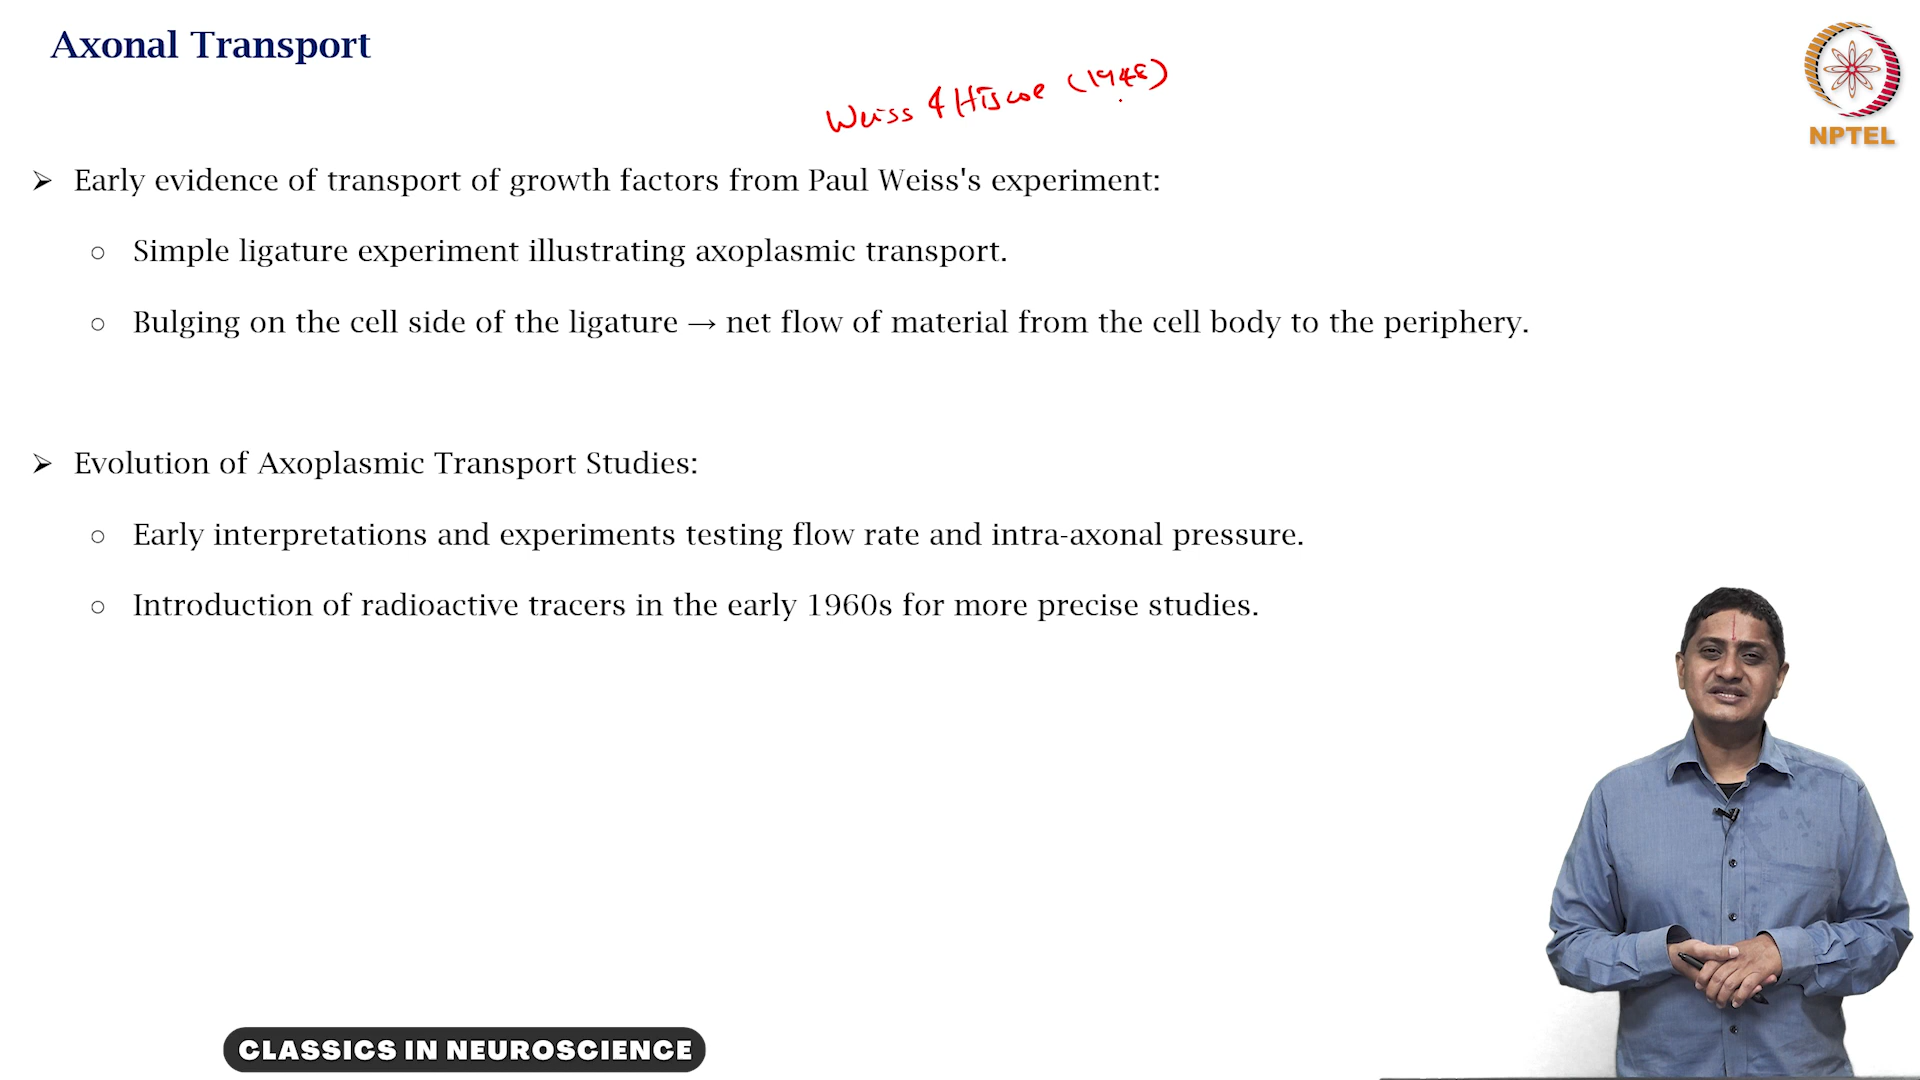 Axonal Transport
Weiss & Hiscoe (1948)
NPTEL
➢ Early evidence of transport of growth factors from Paul Weiss's experiment:
○ Simple ligature experiment illustrating axoplasmic transport.
○ Bulging on the cell side of the ligature → net flow of material from the cell body to the periphery.
➢ Evolution of Axoplasmic Transport Studies:
○ Early interpretations and experiments testing flow rate and intra-axonal pressure.
○ Introduction of radioactive tracers in the early 1960s for more precise studies.
CLASSICS IN NEUROSCIENCE